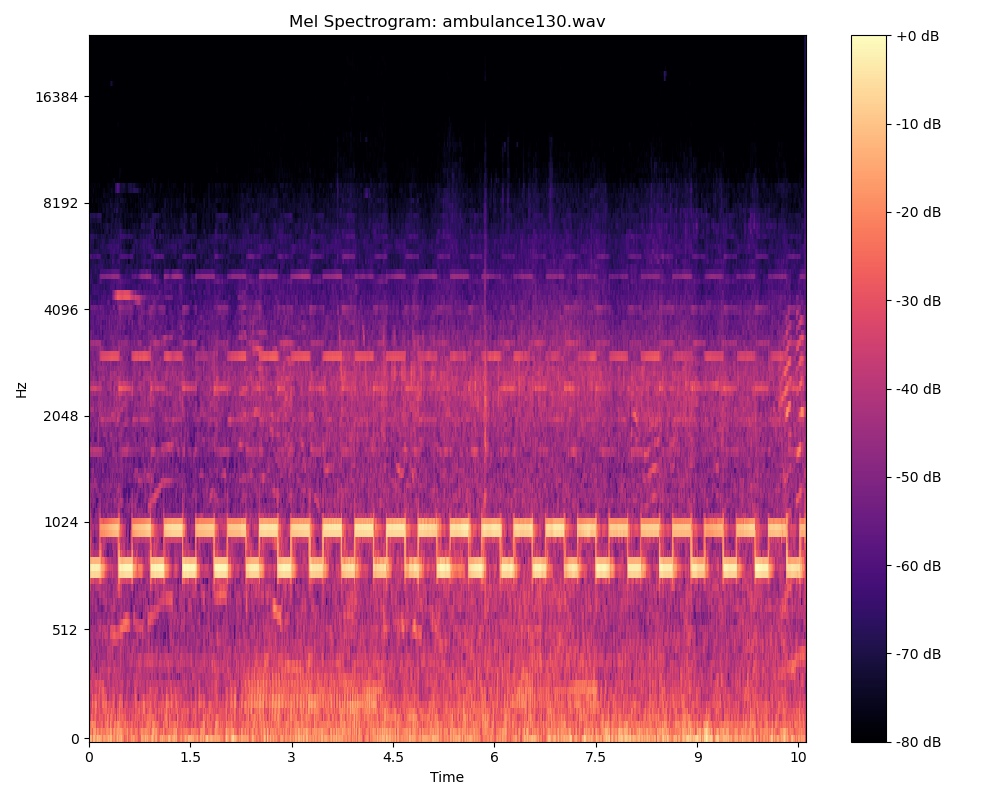 Mel Spectrogram: ambulance130.wav
16384
8192
4096
2048
1024
512
0
Hz
0
1.5
3
4.5
6
7.5
9
10
Time
+0 dB
-10 dB
-20 dB
-30 dB
-40 dB
-50 dB
-60 dB
-70 dB
-80 dB